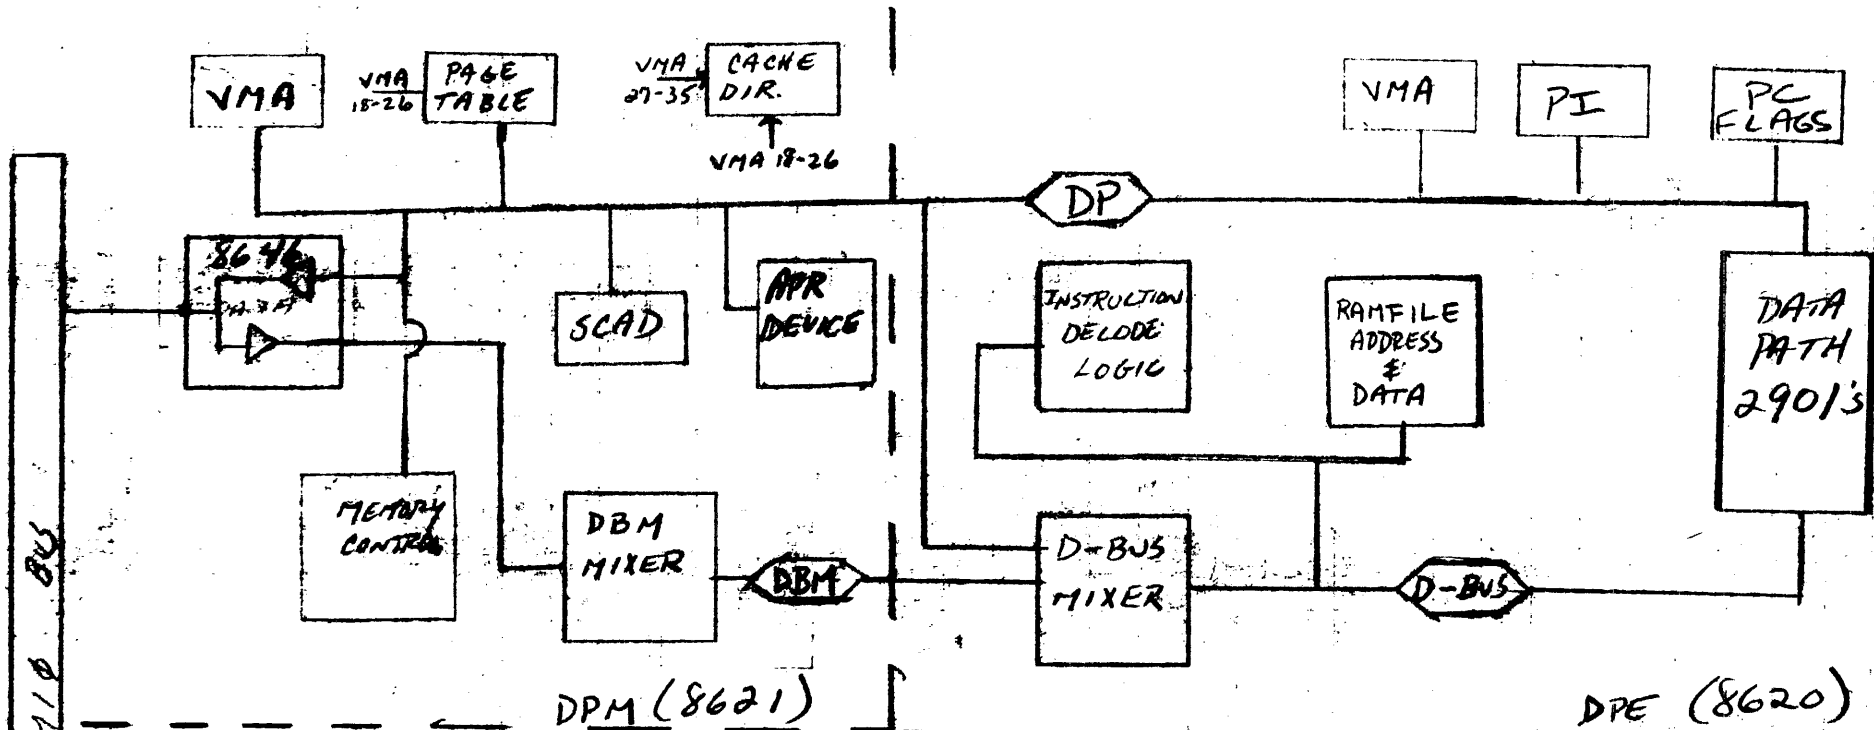 VMA
VMA
18-26
PAGE
TABLE
VMA
27-35
CACHE
DIR.
VMA 18-26
VMA
PI
PC
FLAGS
DP
8646
DATA
SCAD
APR
DEVICE
INSTRUCTION
DECODE
LOGIC
RAMFILE
ADDRESS
&
DATA
DATA
PATH
2901's
MEMORY
CONTROL
DBM
MIXER
DBM
D-BUS
MIXER
D-BUS
BUS
DPM (8621)
DPE (8620)